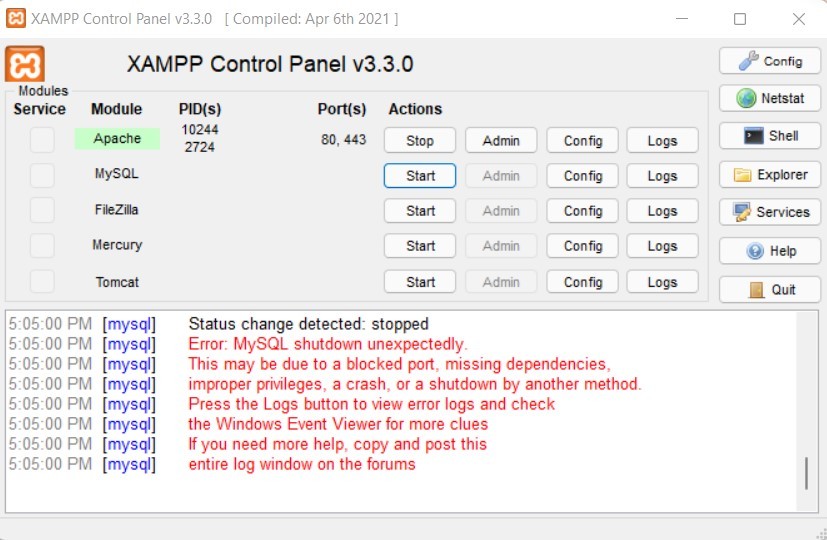 XAMPP Control Panel v3.3.0 [ Compiled: Apr 6th 2021 ]
XAMPP Control Panel v3.3.0
Config
Modules
Service Module PID(s) Port(s) Actions
Netstat
Apache 10244 2724 80, 443 Stop Admin Config Logs
Shell
MySQL Start Admin Config Logs
Explorer
FileZilla Start Admin Config Logs
Services
Mercury Start Admin Config Logs
Help
Tomcat Start Admin Config Logs
Quit
5:05:00 PM [mysql] Status change detected: stopped
5:05:00 PM [mysql] Error: MySQL shutdown unexpectedly.
5:05:00 PM [mysql] This may be due to a blocked port, missing dependencies,
5:05:00 PM [mysql] improper privileges, a crash, or a shutdown by another method.
5:05:00 PM [mysql] Press the Logs button to view error logs and check
5:05:00 PM [mysql] the Windows Event Viewer for more clues
5:05:00 PM [mysql] If you need more help, copy and post this
5:05:00 PM [mysql] entire log window on the forums